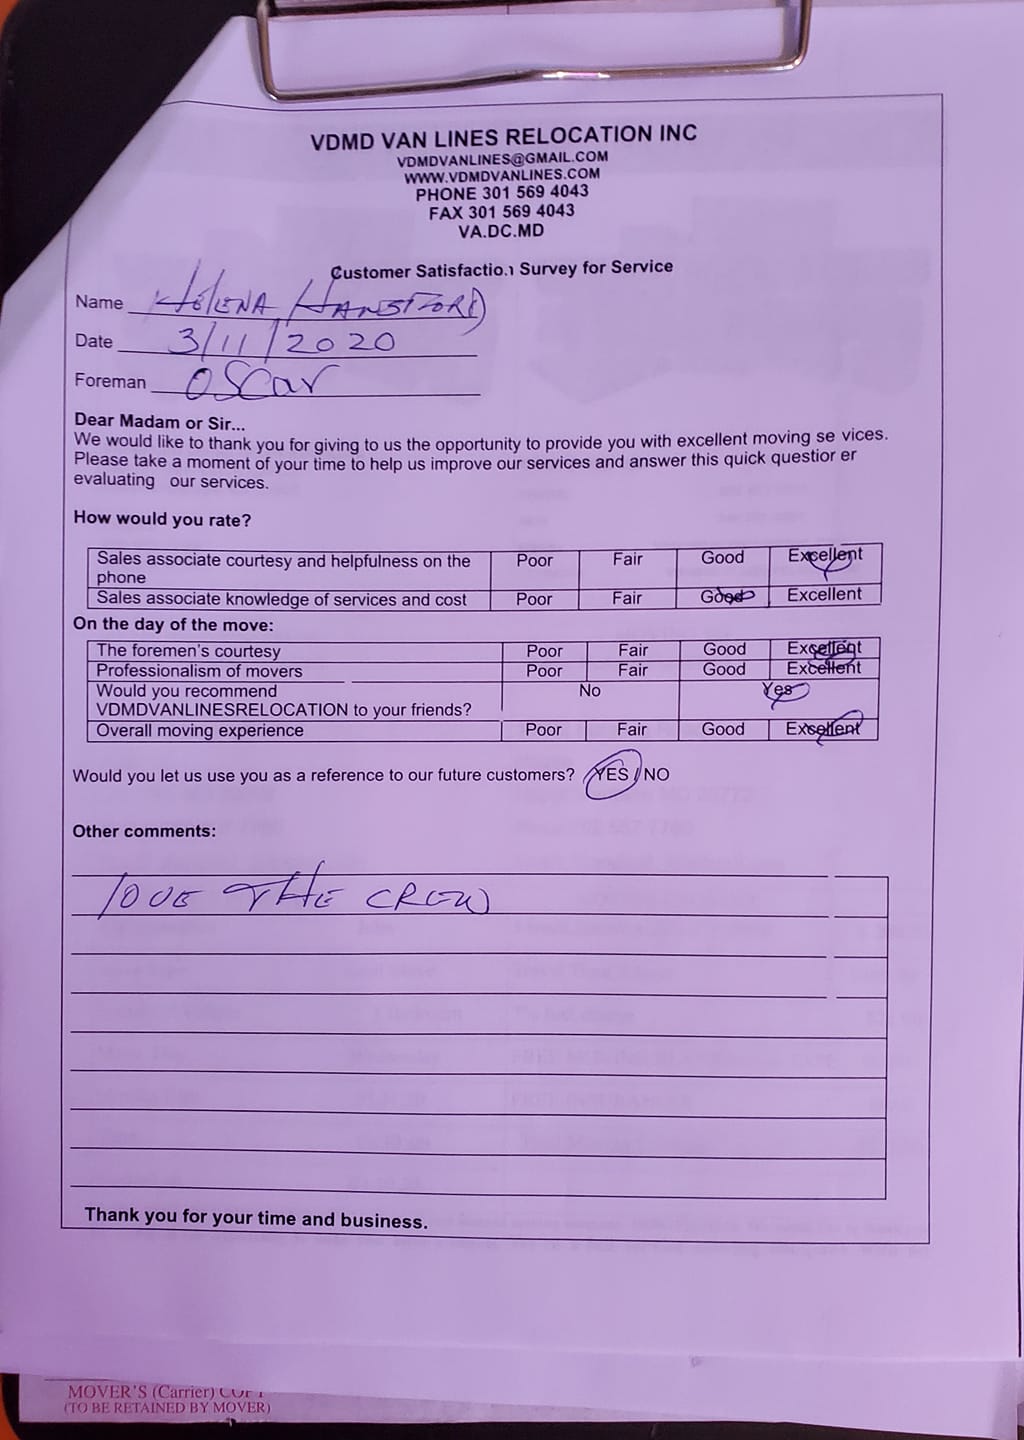 VDMD VAN LINES RELOCATION INC
VDMDVANLINES@GMAIL.COM
WWW.VDMDVANLINES.COM
PHONE 301 569 4043
FAX 301 569 4043
VA.DC.MD
Customer Satisfaction Survey for Service
Name HELENA HANSFORD
Date 3/11/2020
Foreman OSCar
Dear Madam or Sir...
We would like to thank you for giving to us the opportunity to provide you with excellent moving se vices.
Please take a moment of your time to help us improve our services and answer this quick question er
evaluating our services.
How would you rate?
Sales associate courtesy and helpfulness on the phone Poor Fair Good Excellent
Sales associate knowledge of services and cost Poor Fair Good Excellent
On the day of the move:
The foremen's courtesy Poor Fair Good Excellent
Professionalism of movers Poor Fair Good Excellent
Would you recommend VDMDVANLINESRELOCATION to your friends? No Yes
Overall moving experience Poor Fair Good Excellent
Would you let us use you as a reference to our future customers? YES / NO
Other comments:
love THE CREW
Thank you for your time and business.
MOVER'S (Carrier) COPY
(TO BE RETAINED BY MOVER)